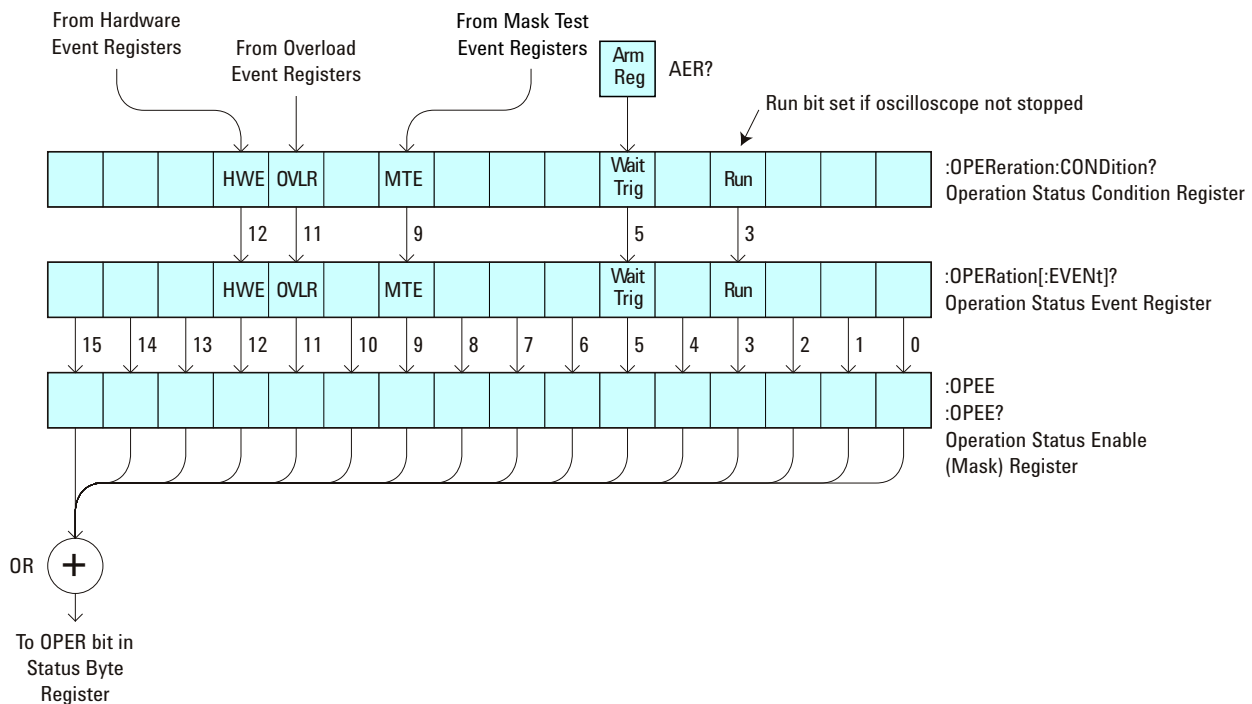 From Hardware
Event Registers
From Overload
Event Registers
From Mask Test
Event Registers
Arm
Reg
AER?
Run bit set if oscilloscope not stopped
HWE OVLR MTE Wait Trig Run
:OPEReration:CONDition?
Operation Status Condition Register
12 11 9 5 3
HWE OVLR MTE Wait Trig Run
:OPERation[:EVENt]?
Operation Status Event Register
15 14 13 12 11 10 9 8 7 6 5 4 3 2 1 0
:OPEE
:OPEE?
Operation Status Enable
(Mask) Register
OR +
To OPER bit in
Status Byte
Register